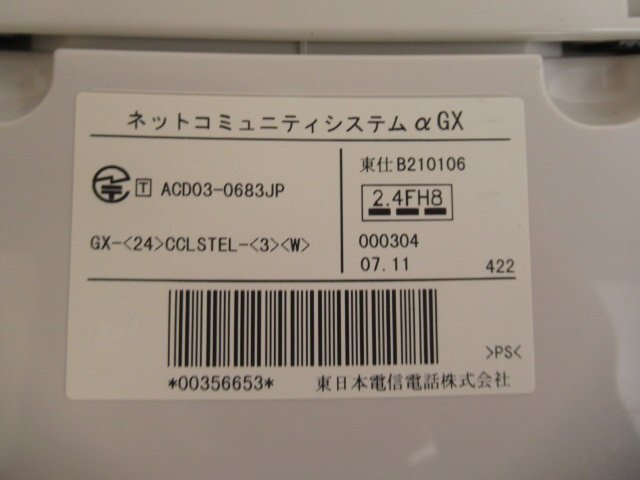 ネットコミュニティシステムαGX
T ACD03-0683JP
GX-<24>CCLSTEL-<3><W>
東仕B210106
2.4FH8
000304
07.11
422
>PS<
*00356653*
東日本電信電話株式会社